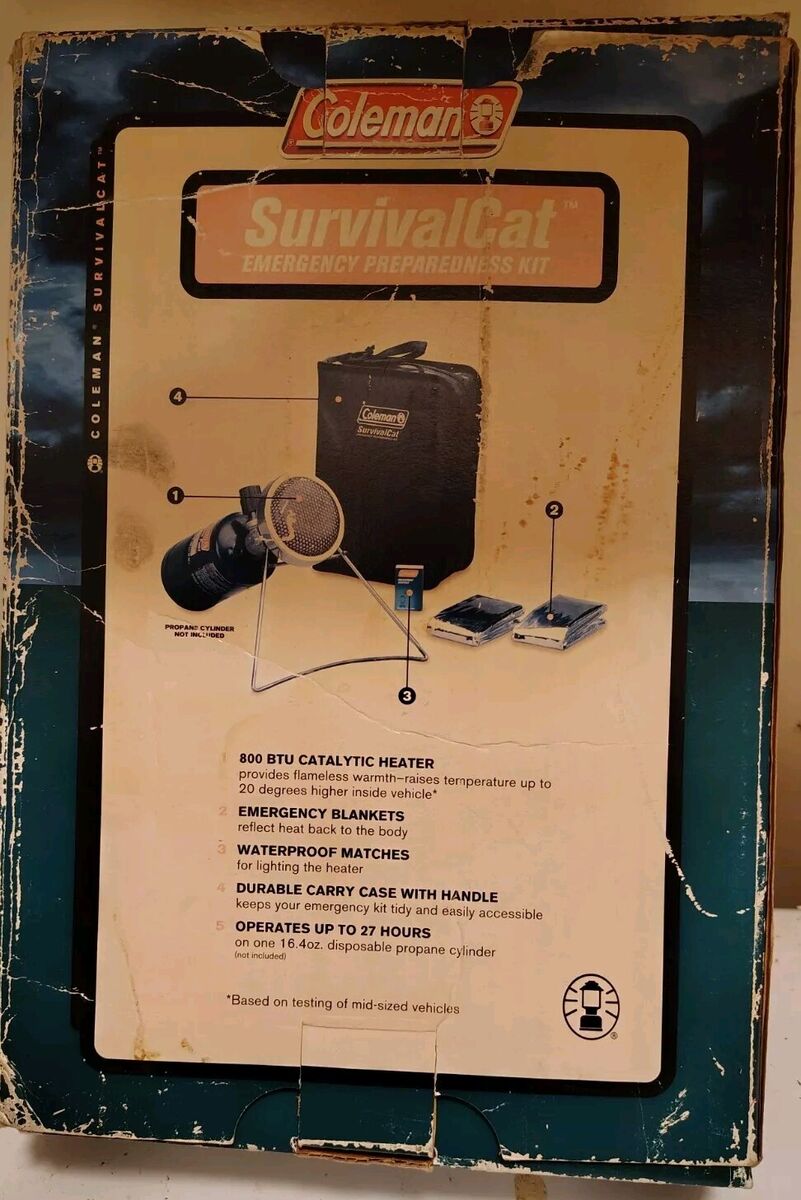 Coleman
SurvivalCat™
EMERGENCY PREPAREDNESS KIT
COLEMAN® SURVIVALCAT™
4
Coleman
SurvivalCat
1
2
PROPANE CYLINDER
NOT INCLUDED
3
1 800 BTU CATALYTIC HEATER
provides flameless warmth–raises temperature up to
20 degrees higher inside vehicle*
2 EMERGENCY BLANKETS
reflect heat back to the body
3 WATERPROOF MATCHES
for lighting the heater
4 DURABLE CARRY CASE WITH HANDLE
keeps your emergency kit tidy and easily accessible
5 OPERATES UP TO 27 HOURS
on one 16.4oz. disposable propane cylinder
(not included)
*Based on testing of mid-sized vehicles
®